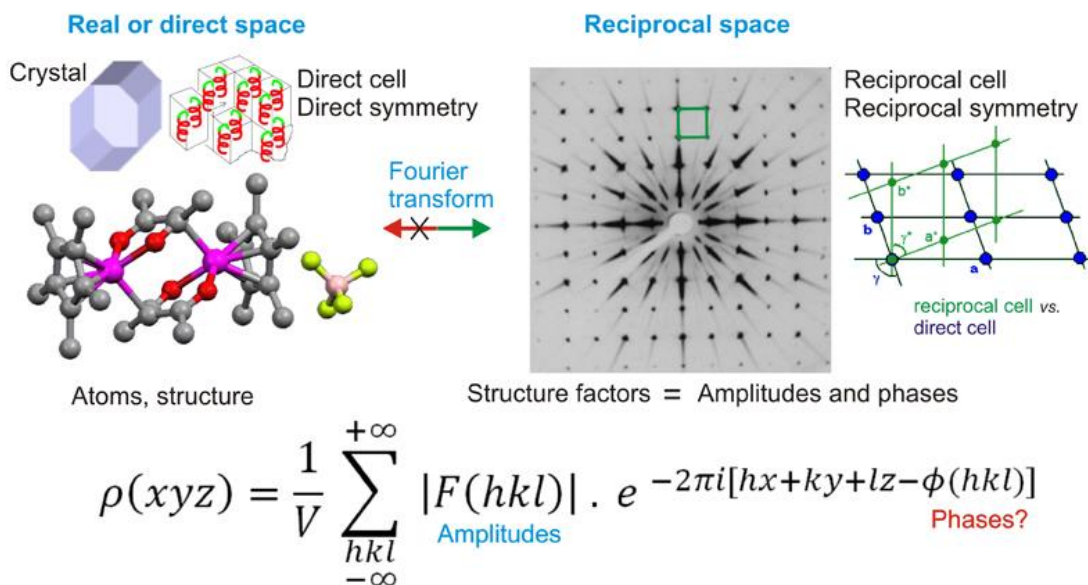 Real or direct space
Reciprocal space
Crystal
Direct cell
Direct symmetry
Reciprocal cell
Reciprocal symmetry
Fourier
transform
b*
γ*
a*
b
γ
a
reciprocal cell vs.
direct cell
Atoms, structure
Structure factors = Amplitudes and phases
+∞
ρ(xyz) = 1/V ∑ |F(hkl)| . e −2πi[hx+ky+lz−ϕ(hkl)]
hkl
−∞
Amplitudes
Phases?